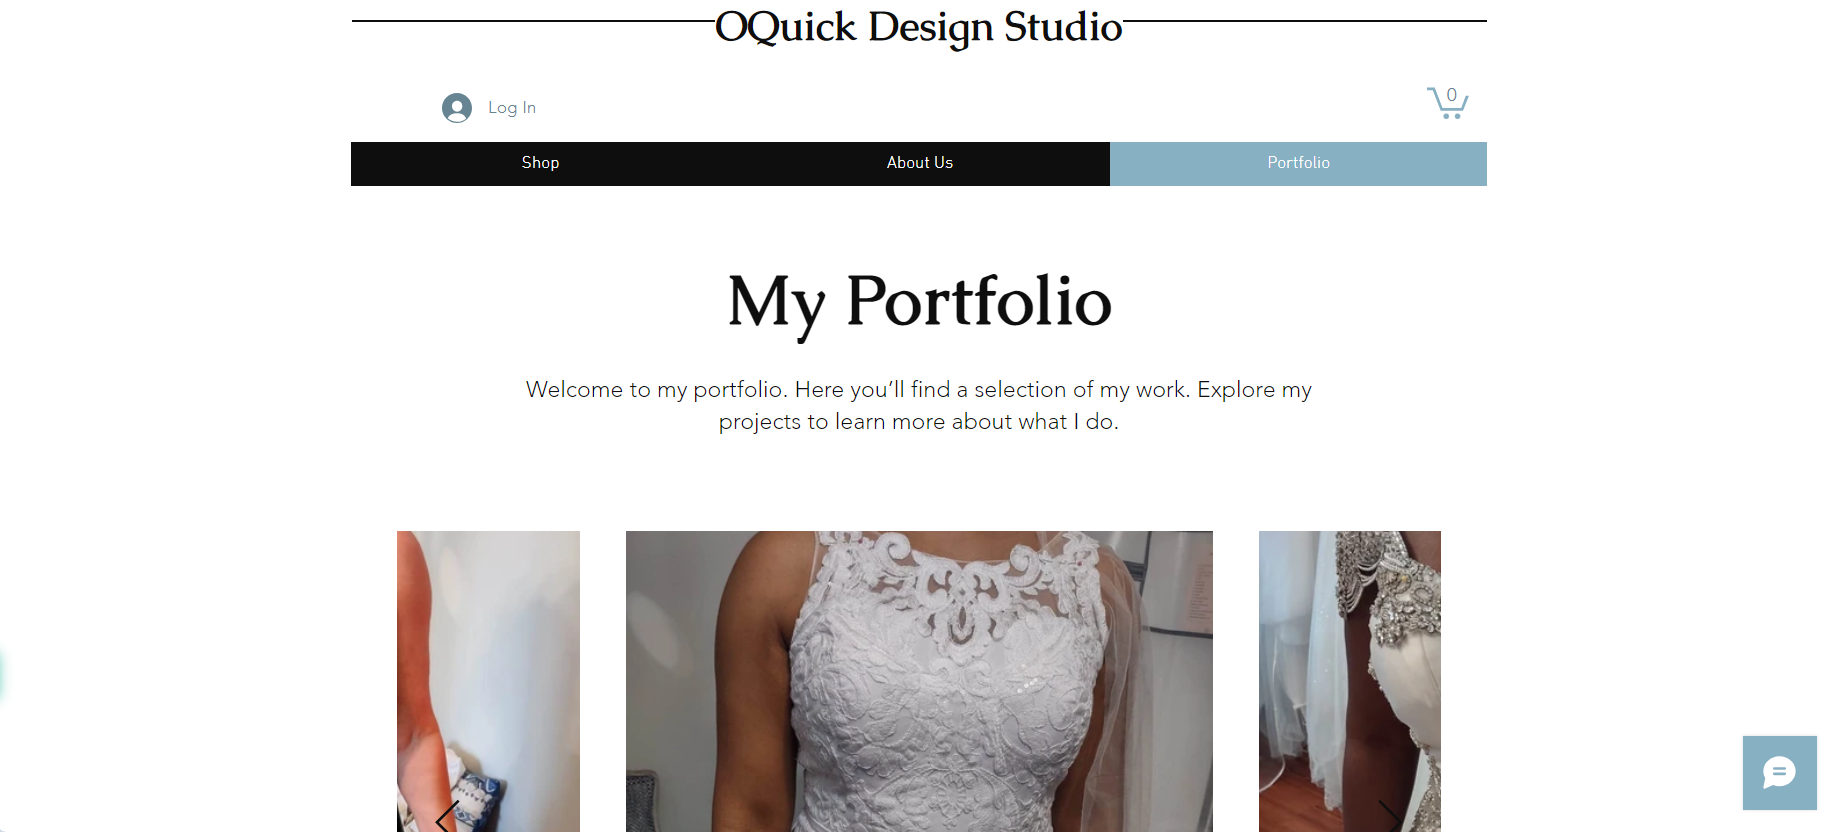 OQuick Design Studio
Log In
0
Shop
About Us
Portfolio
My Portfolio
Welcome to my portfolio. Here you’ll find a selection of my work. Explore my
projects to learn more about what I do.